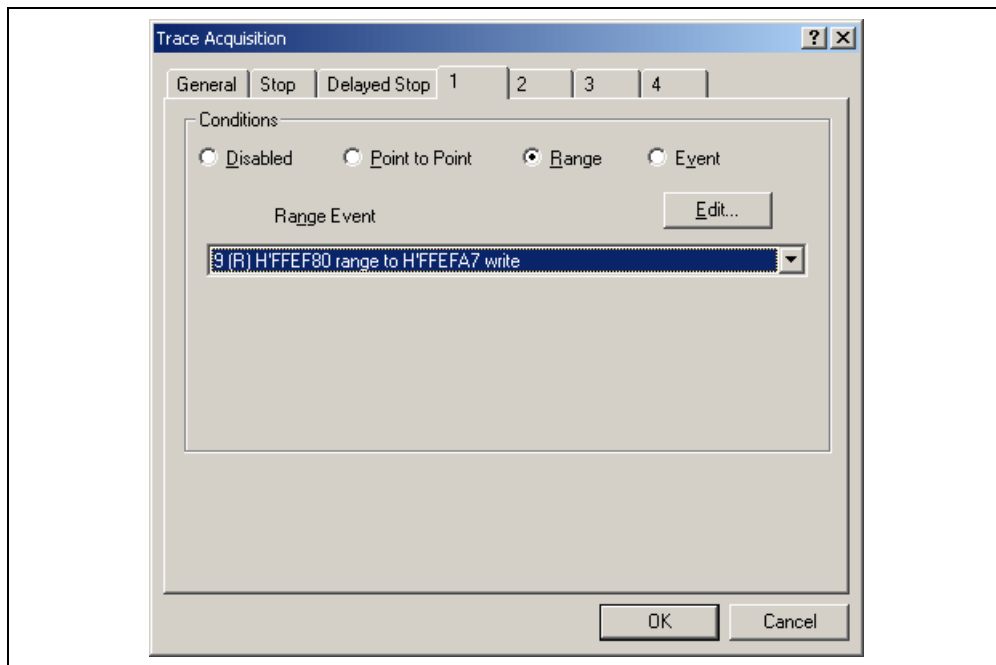 Trace Acquisition
General Stop Delayed Stop 1 2 3 4
Conditions
Disabled Point to Point Range Event
Range Event Edit...
9 (R) H'FFEF80 range to H'FFEFA7 write
OK Cancel